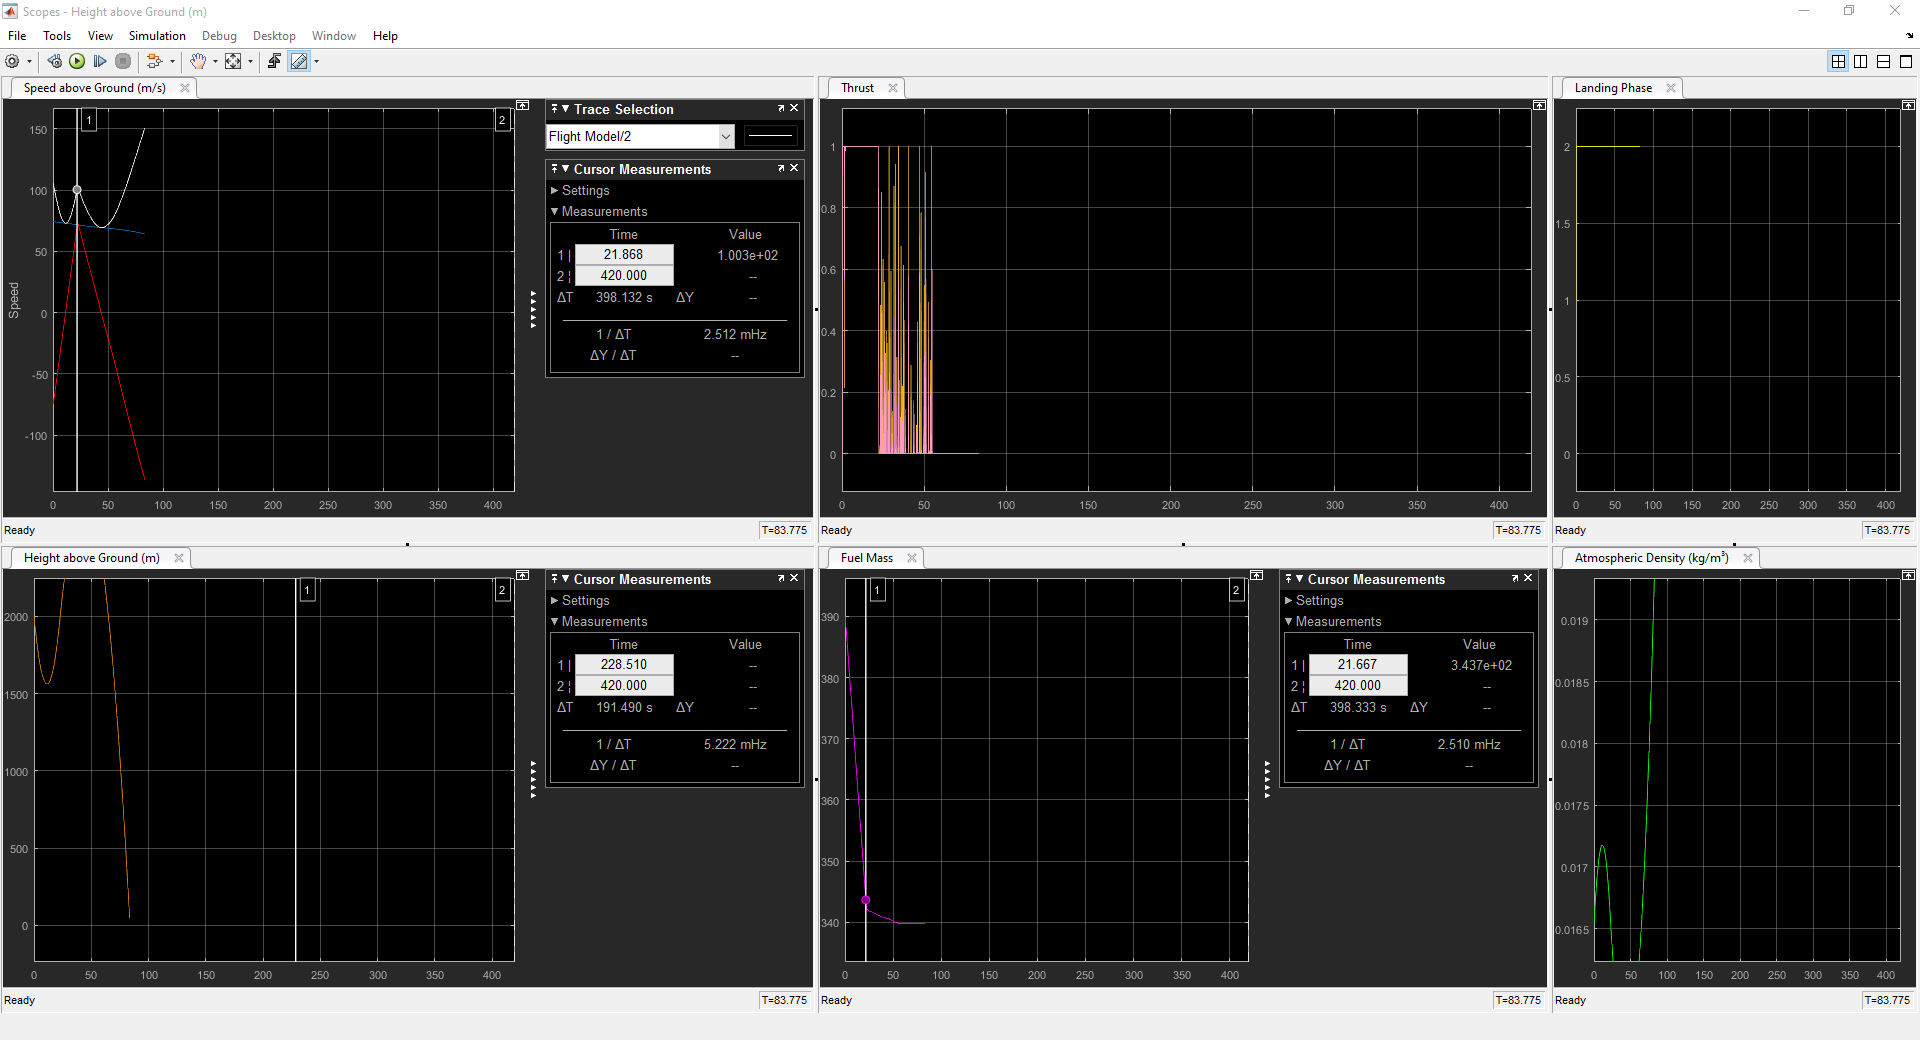 Scopes - Height above Ground (m)
File Tools View Simulation Debug Desktop Window Help
Speed above Ground (m/s)
150
100
50
0
-50
-100
Speed
1
2
0 50 100 150 200 250 300 350 400
Trace Selection
Flight Model/2
Cursor Measurements
Settings
Measurements
Time Value
1 | 21.868 1.003e+02
2 ¦ 420.000 --
ΔT 398.132 s ΔY --
1 / ΔT 2.512 mHz
ΔY / ΔT --
Ready T=83.775
Thrust
1
0.8
0.6
0.4
0.2
0
0 50 100 150 200 250 300 350 400
Ready T=83.775
Landing Phase
2
1.5
1
0.5
0
0 50 100 150 200 250 300 350 400
Ready T=83.775
Height above Ground (m)
2000
1500
1000
500
0
1
2
0 50 100 150 200 250 300 350 400
Cursor Measurements
Settings
Measurements
Time Value
1 | 228.510 --
2 ¦ 420.000 --
ΔT 191.490 s ΔY --
1 / ΔT 5.222 mHz
ΔY / ΔT --
Ready T=83.775
Fuel Mass
390
380
370
360
350
340
1
2
0 50 100 150 200 250 300 350 400
Cursor Measurements
Settings
Measurements
Time Value
1 | 21.667 3.437e+02
2 ¦ 420.000 --
ΔT 398.333 s ΔY --
1 / ΔT 2.510 mHz
ΔY / ΔT --
Ready T=83.775
Atmospheric Density (kg/m³)
0.019
0.0185
0.018
0.0175
0.017
0.0165
0 50 100 150 200 250 300 350 400
Ready T=83.775